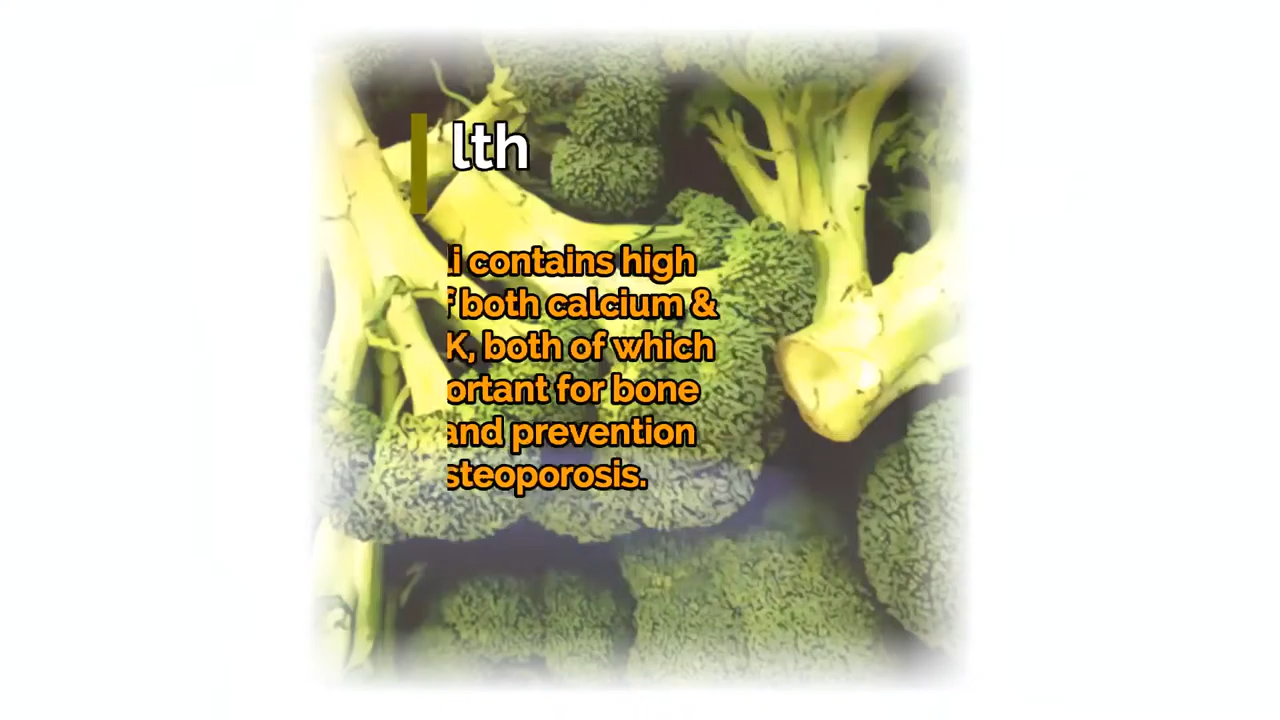 lth
i contains high
f both calcium &
K, both of which
ortant for bone
and prevention
steoporosis.